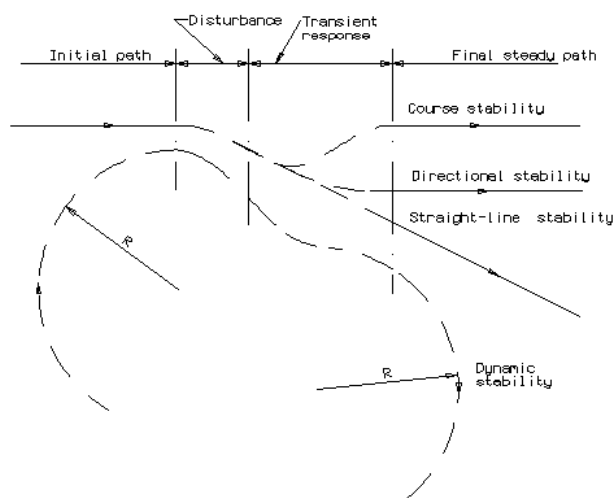 Disturbance
Transient
response
Initial path
Final steady path
Course stability
Directional stability
Straight-line stability
R
Dynamic
stability
R